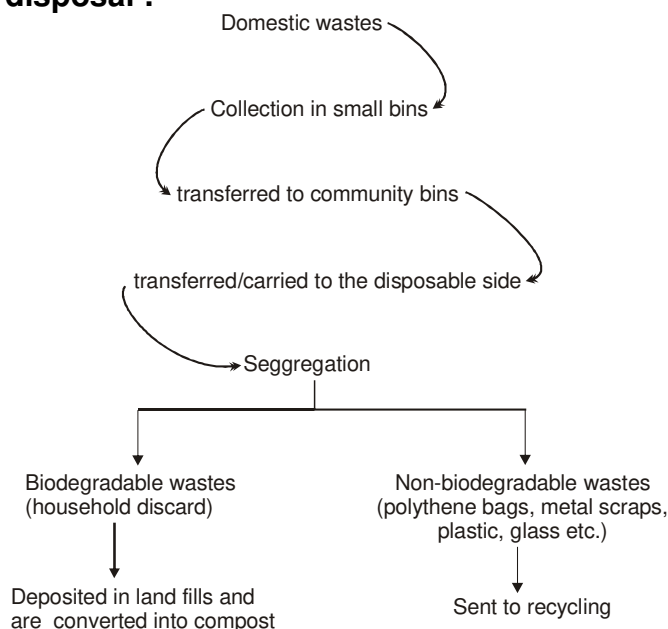 disposal :
Domestic wastes
Collection in small bins
transferred to community bins
transferred/carried to the disposable side
Seggregation
Biodegradable wastes
(household discard)
Non-biodegradable wastes
(polythene bags, metal scraps,
plastic, glass etc.)
Deposited in land fills and
are converted into compost
Sent to recycling